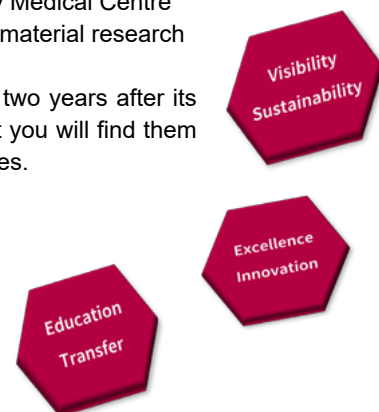 Medical Centre
material research
two years after its
you will find them
Visibility
Sustainability
Excellence
Innovation
Education
Transfer